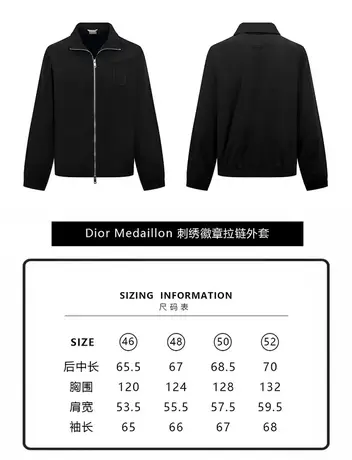 Dior Medaillon 刺绣徽章拉链外套
SIZING INFORMATION
尺码表
SIZE 46 48 50 52
后中长 65.5 67 68.5 70
胸围 120 124 128 132
肩宽 53.5 55.5 57.5 59.5
袖长 65 66 67 68